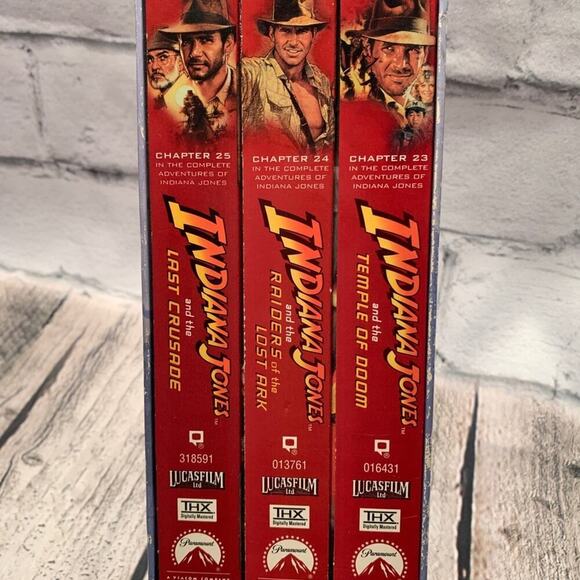 CHAPTER 25
IN THE COMPLETE
ADVENTURES OF
INDIANA JONES
INDIANA JONES™
and the
LAST CRUSADE
Q®
318591
LUCASFILM
Ltd
THX
Digitally Mastered
Paramount
A VIACOM COMPANY
CHAPTER 24
IN THE COMPLETE
ADVENTURES OF
INDIANA JONES
INDIANA JONES™
and the
RAIDERS of the
LOST ARK
Q®
013761
LUCASFILM
Ltd
THX
Digitally Mastered
Paramount
CHAPTER 23
IN THE COMPLETE
ADVENTURES OF
INDIANA JONES
INDIANA JONES™
and the
TEMPLE OF DOOM
Q®
016431
LUCASFILM
Ltd
THX
Digitally Mastered
Paramount